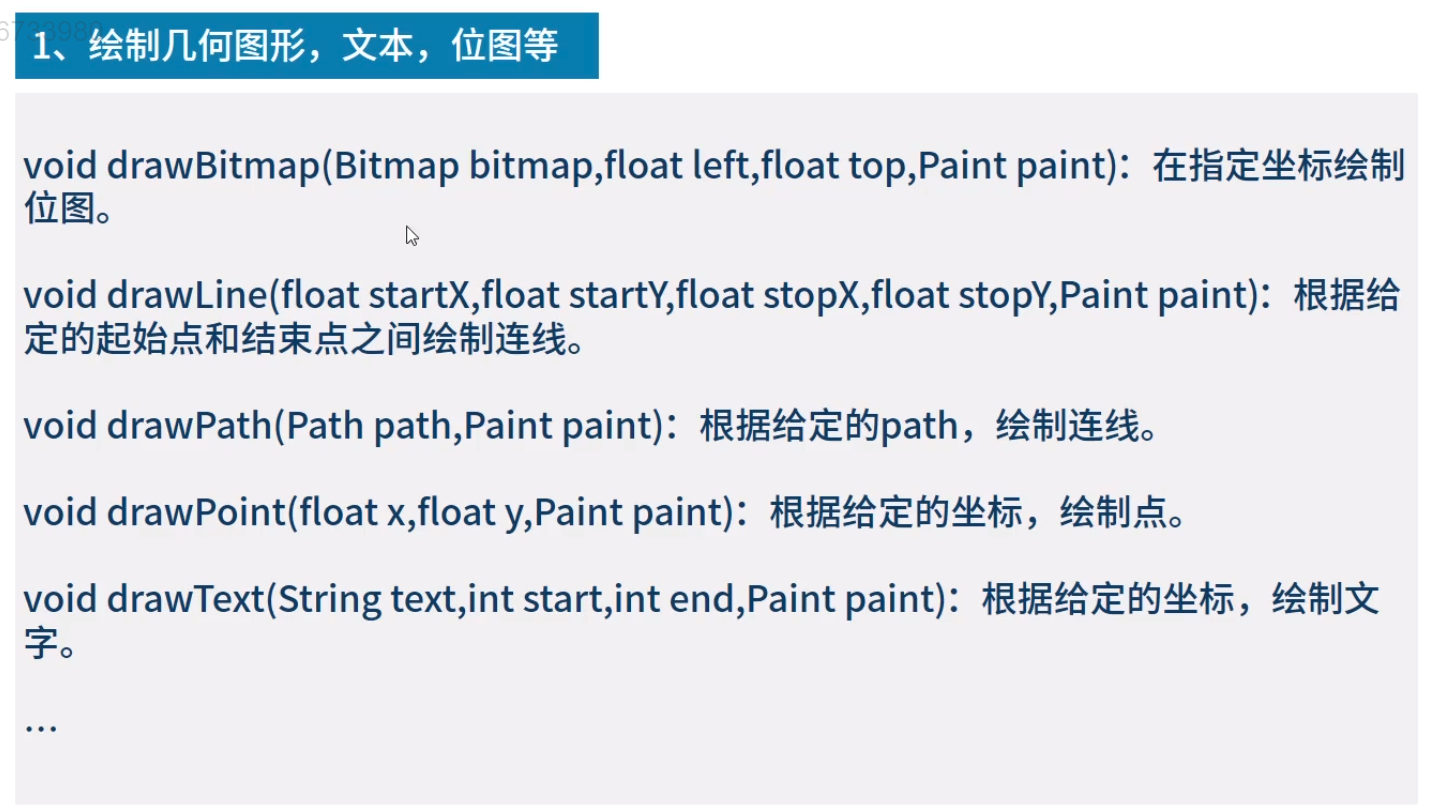 1、绘制几何图形，文本，位图等
void drawBitmap(Bitmap bitmap,float left,float top,Paint paint)：在指定坐标绘制
位图。
void drawLine(float startX,float startY,float stopX,float stopY,Paint paint)：根据给
定的起始点和结束点之间绘制连线。
void drawPath(Path path,Paint paint)：根据给定的path，绘制连线。
void drawPoint(float x,float y,Paint paint)：根据给定的坐标，绘制点。
void drawText(String text,int start,int end,Paint paint)：根据给定的坐标，绘制文
字。
…